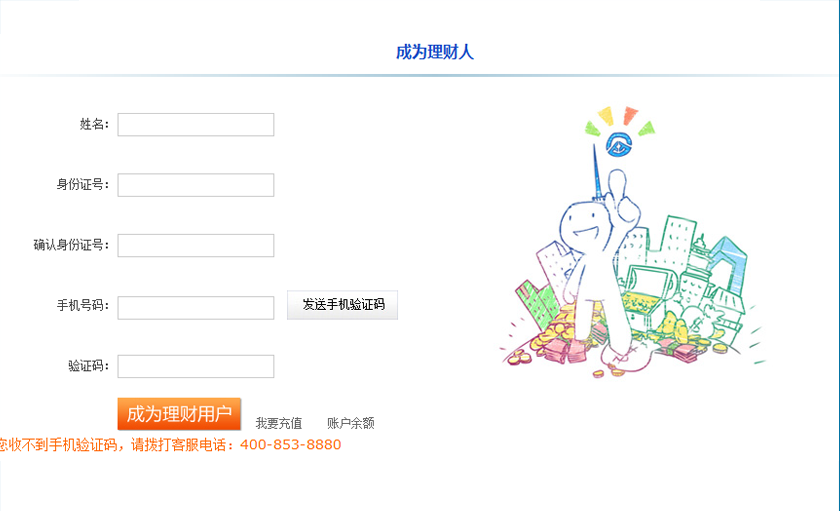 成为理财人
姓名：
身份证号：
确认身份证号：
手机号码：
发送手机验证码
验证码：
成为理财用户
我要充值
账户余额
您收不到手机验证码，请拨打客服电话：400-853-8880